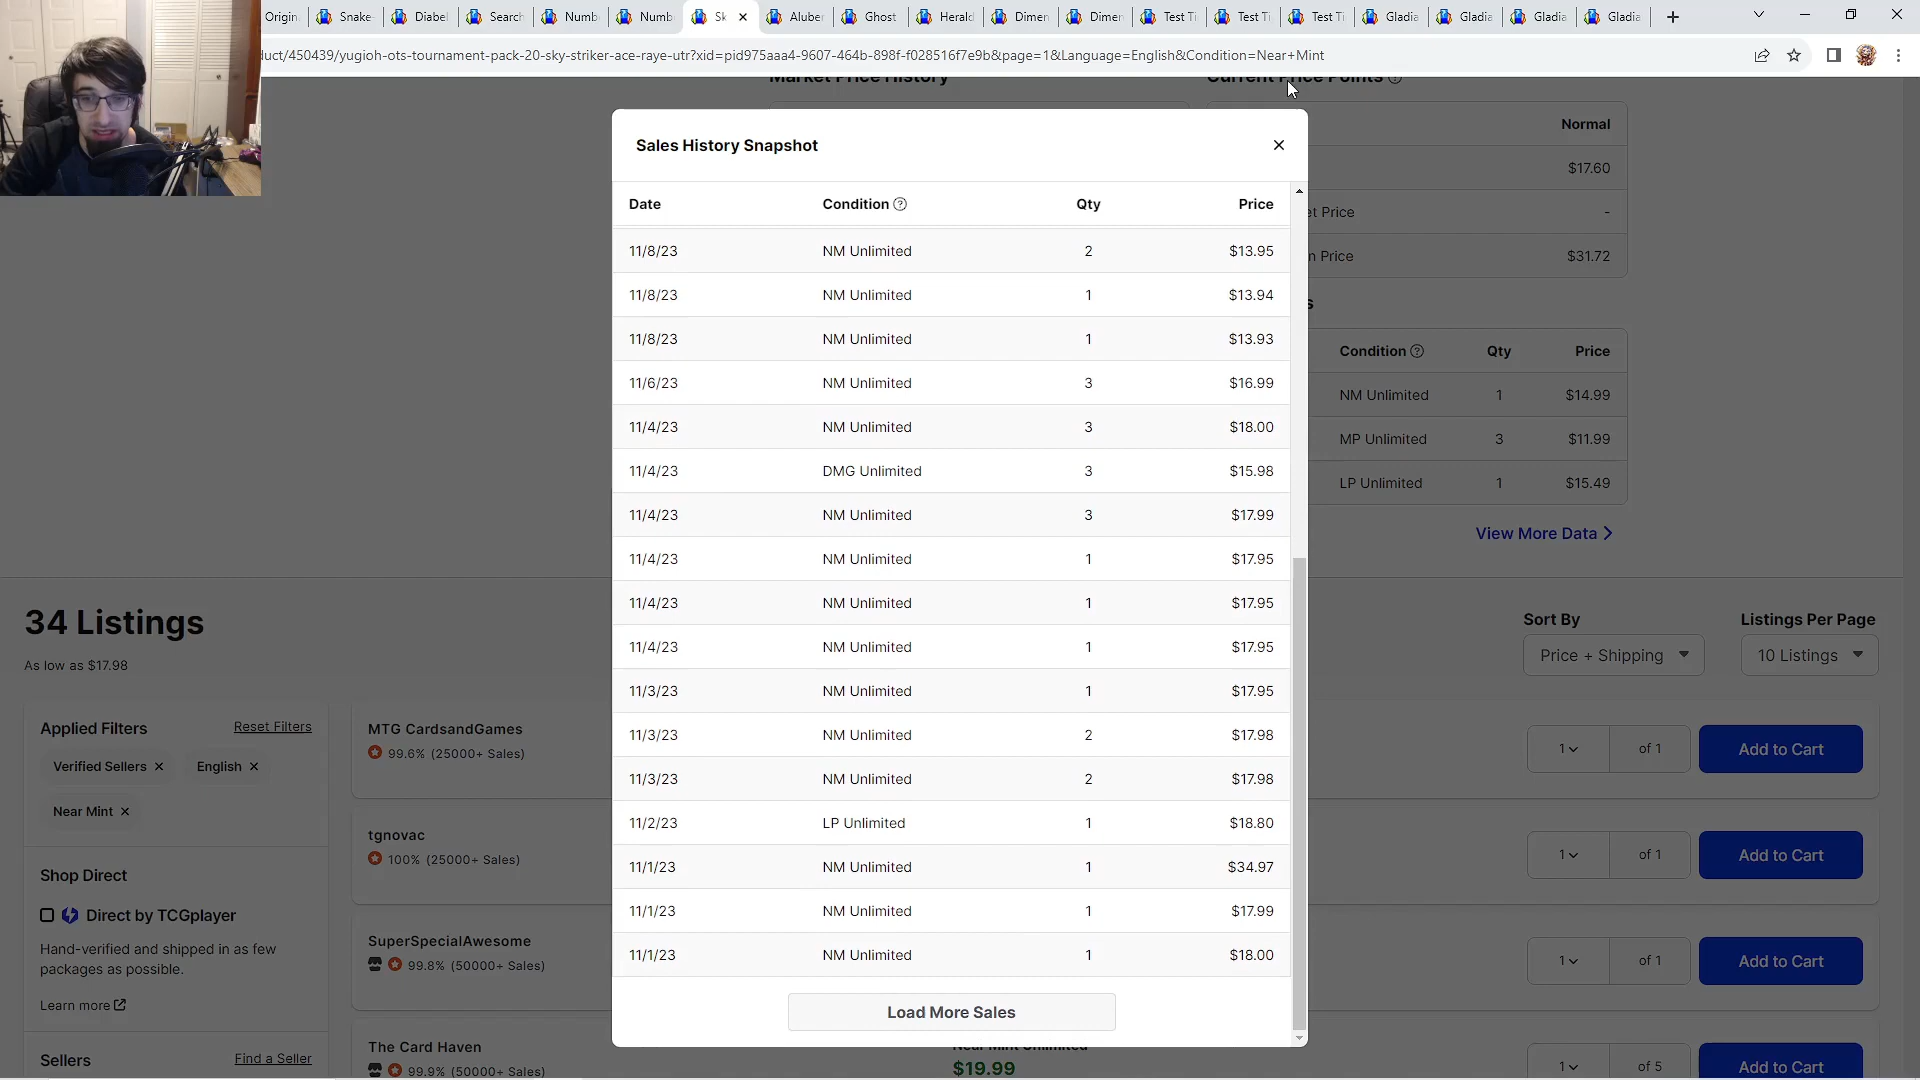 Origin Snake- Diabel Search Numb Numb Sk Aluber Ghost Herald Dimen Dimen Test Ti Test Ti Test Ti Gladia Gladia Gladia Gladia
duct/450439/yugioh-ots-tournament-pack-20-sky-striker-ace-raye-utr?xid=pid975aaa4-9607-464b-898f-f028516f7e9b&page=1&Language=English&Condition=Near+Mint
Market Price History
Current Price Points
Normal
$17.60
et Price -
n Price $31.72
s
Condition Qty Price
NM Unlimited 1 $14.99
MP Unlimited 3 $11.99
LP Unlimited 1 $15.49
View More Data
Sales History Snapshot
Date Condition Qty Price
11/8/23 NM Unlimited 2 $13.95
11/8/23 NM Unlimited 1 $13.94
11/8/23 NM Unlimited 1 $13.93
11/6/23 NM Unlimited 3 $16.99
11/4/23 NM Unlimited 3 $18.00
11/4/23 DMG Unlimited 3 $15.98
11/4/23 NM Unlimited 3 $17.99
11/4/23 NM Unlimited 1 $17.95
11/4/23 NM Unlimited 1 $17.95
11/4/23 NM Unlimited 1 $17.95
11/3/23 NM Unlimited 1 $17.95
11/3/23 NM Unlimited 2 $17.98
11/3/23 NM Unlimited 2 $17.98
11/2/23 LP Unlimited 1 $18.80
11/1/23 NM Unlimited 1 $34.97
11/1/23 NM Unlimited 1 $17.99
11/1/23 NM Unlimited 1 $18.00
Load More Sales
34 Listings
As low as $17.98
Sort By
Price + Shipping
Listings Per Page
10 Listings
Applied Filters Reset Filters
Verified Sellers English
Near Mint
Shop Direct
Direct by TCGplayer
Hand-verified and shipped in as few
packages as possible.
Learn more
Sellers Find a Seller
MTG CardsandGames
99.6% (25000+ Sales)
1 of 1 Add to Cart
tgnovac
100% (25000+ Sales)
1 of 1 Add to Cart
SuperSpecialAwesome
99.8% (50000+ Sales)
1 of 1 Add to Cart
The Card Haven
99.9% (50000+ Sales)
Near Mint Unlimited
$19.99
1 of 5 Add to Cart